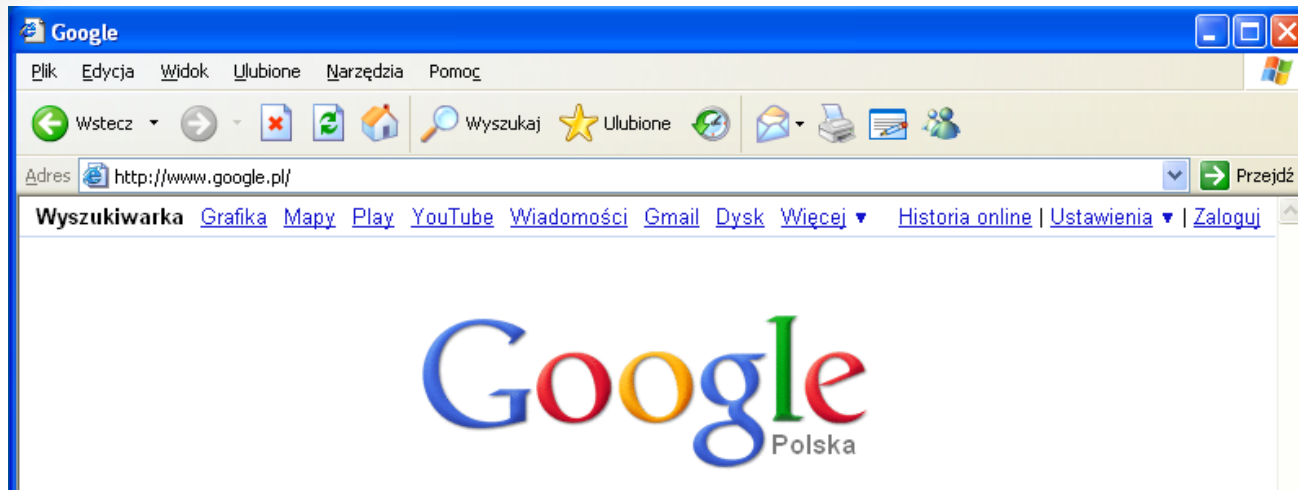 Google
Plik Edycja Widok Ulubione Narzędzia Pomoc
Wstecz Wyszukaj Ulubione
Adres http://www.google.pl/ Przejdź
Wyszukiwarka Grafika Mapy Play YouTube Wiadomości Gmail Dysk Więcej ▼ Historia online | Ustawienia ▼ | Zaloguj
Google
Polska